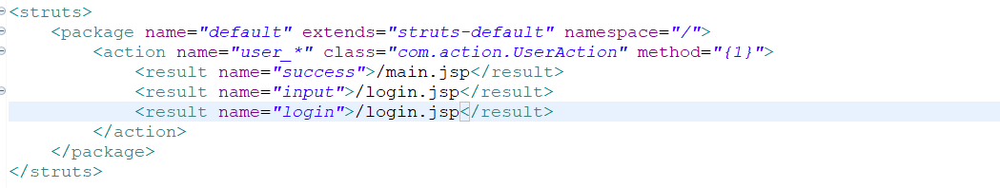 <struts>
<package name="default" extends="struts-default" namespace="/">
<action name="user_*" class="com.action.UserAction" method="{1}">
<result name="success">/main.jsp</result>
<result name="input">/login.jsp</result>
<result name="login">/login.jsp</result>
</action>
</package>
</struts>